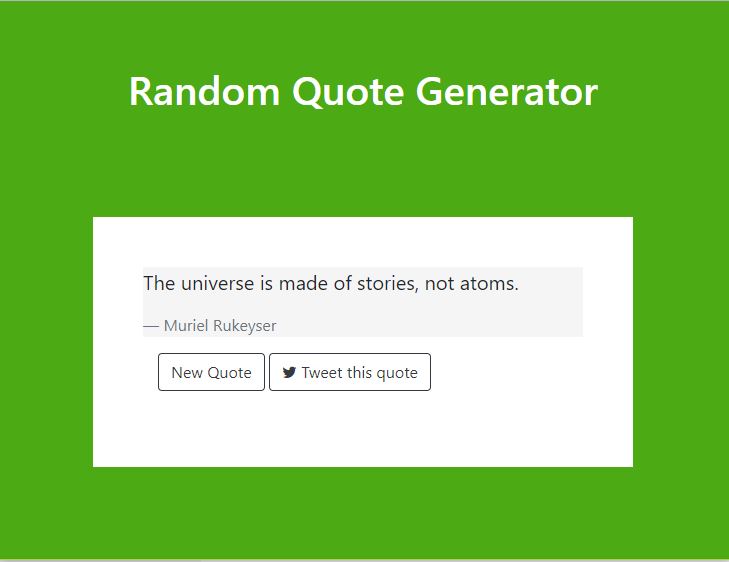 Random Quote Generator
The universe is made of stories, not atoms.
— Muriel Rukeyser
New Quote Tweet this quote